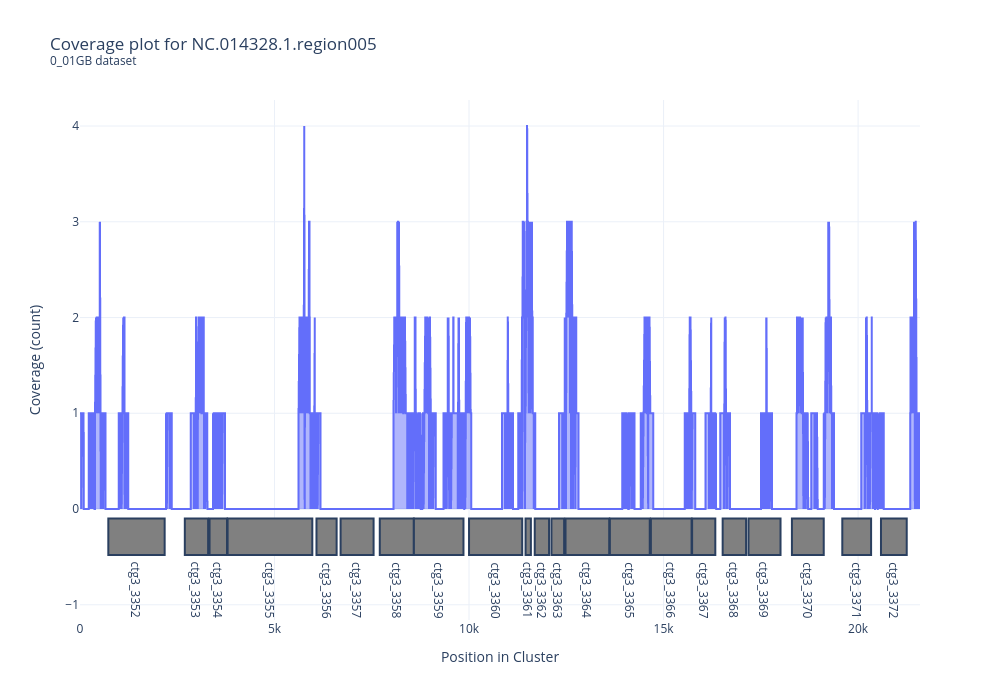 Coverage plot for NC.014328.1.region005
0_01GB dataset
4
3
2
1
0
−1
Coverage (count)
ctg3_3352
ctg3_3353
ctg3_3354
ctg3_3355
ctg3_3356
ctg3_3357
ctg3_3358
ctg3_3359
ctg3_3360
ctg3_3361
ctg3_3362
ctg3_3363
ctg3_3364
ctg3_3365
ctg3_3366
ctg3_3367
ctg3_3368
ctg3_3369
ctg3_3370
ctg3_3371
ctg3_3372
0 5k 10k 15k 20k
Position in Cluster